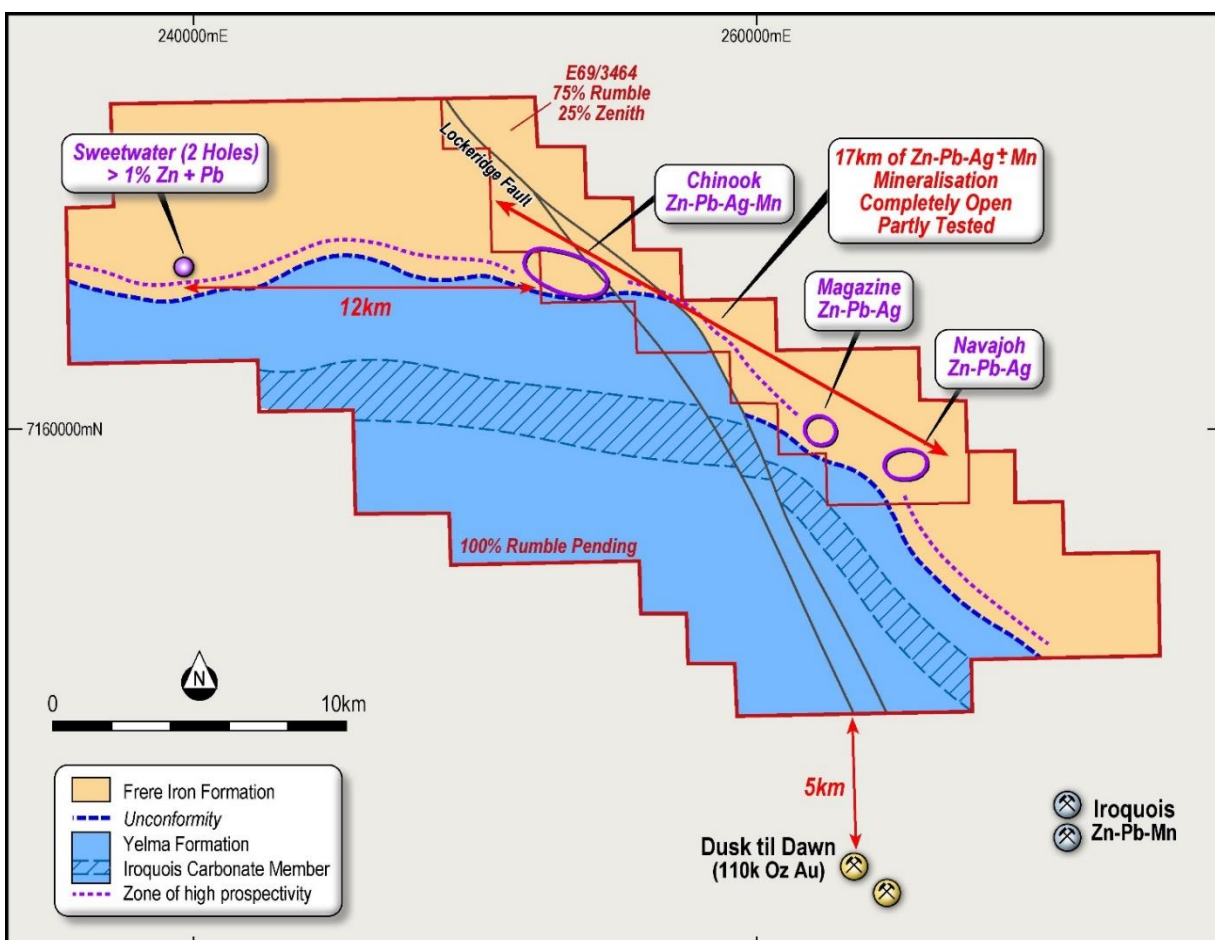 240000mE
260000mE
E69/3464
75% Rumble
25% Zenith
Lockeridge Fault
Sweetwater (2 Holes)
> 1% Zn + Pb
Chinook
Zn-Pb-Ag-Mn
17km of Zn-Pb-Ag ± Mn
Mineralisation
Completely Open
Partly Tested
12km
Magazine
Zn-Pb-Ag
Navajoh
Zn-Pb-Ag
7160000mN
100% Rumble Pending
N
0
10km
5km
Frere Iron Formation
Unconformity
Yelma Formation
Iroquois Carbonate Member
Zone of high prospectivity
Dusk til Dawn
(110k Oz Au)
Iroquois
Zn-Pb-Mn